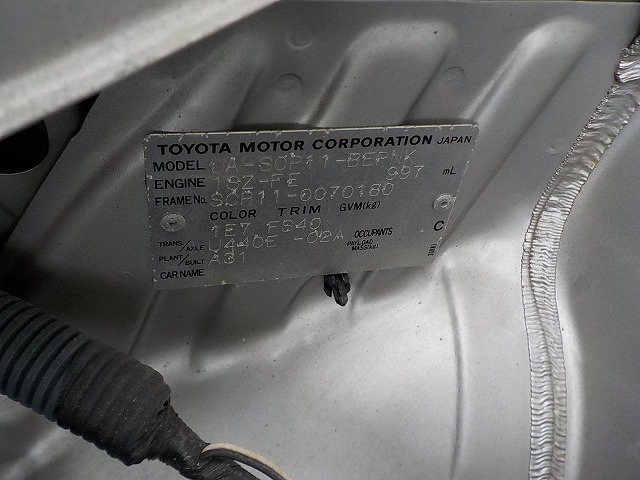 TOYOTA MOTOR CORPORATION JAPAN
MODEL UA-SCP11-BEPNK
ENGINE 1SZ-FE 997 mL
FRAME No. SCP11-0070180
COLOR TRIM GVM(kg)
1E7 FS40 C
TRANS/AXLE U440E -02A OCCUPANTS
PAYLOAD MASS(kg)
PLANT/BUILT A31
CAR NAME